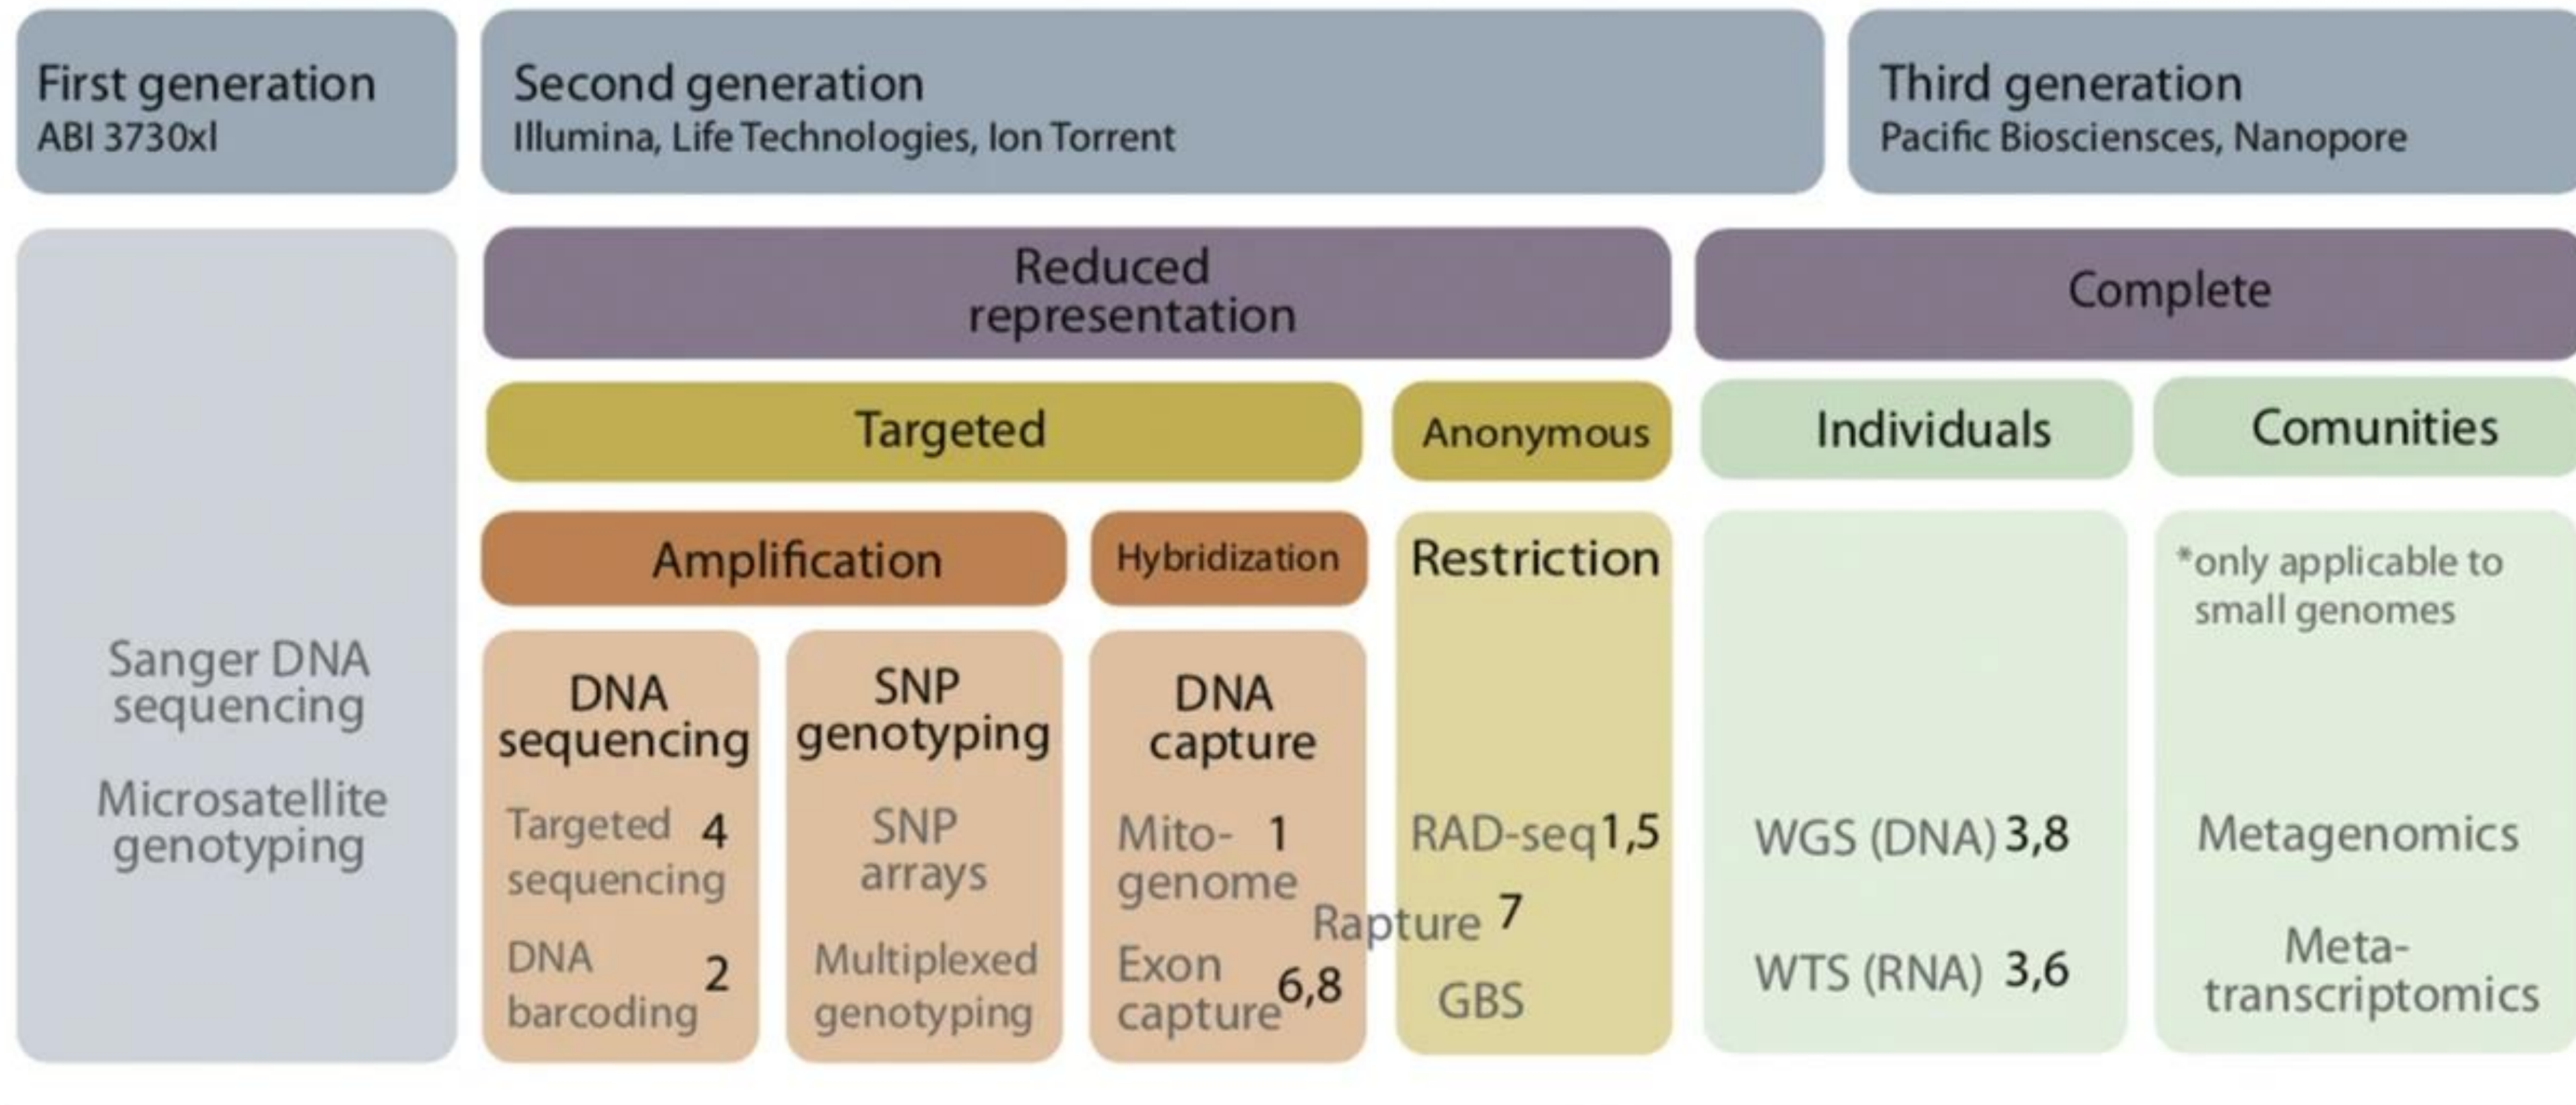 First generation
ABI 3730xl
Second generation
Illumina, Life Technologies, Ion Torrent
Third generation
Pacific Biosciensces, Nanopore
Reduced
representation
Complete
Targeted
Anonymous
Individuals
Comunities
Amplification
Hybridization
Restriction
*only applicable to
small genomes
Sanger DNA
sequencing
Microsatellite
genotyping
DNA
sequencing
Targeted 4
sequencing
DNA
barcoding 2
SNP
genotyping
SNP
arrays
Multiplexed
genotyping
DNA
capture
Mito- 1
genome
Exon
capture 6,8
Rapture 7
RAD-seq 1,5
GBS
WGS (DNA) 3,8
WTS (RNA) 3,6
Metagenomics
Meta-
transcriptomics